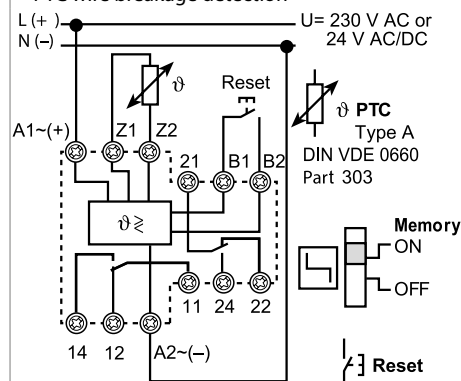 PTC wire breakage detection
L (+)
N (–)
U= 230 V AC or
24 V AC/DC
ϑ
Reset
ϑ PTC
Type A
DIN VDE 0660
Part 303
A1~(+)
Z1
Z2
21
B1
B2
ϑ ≥
Memory
ON
OFF
11
24
22
14
12
A2~(–)
Reset